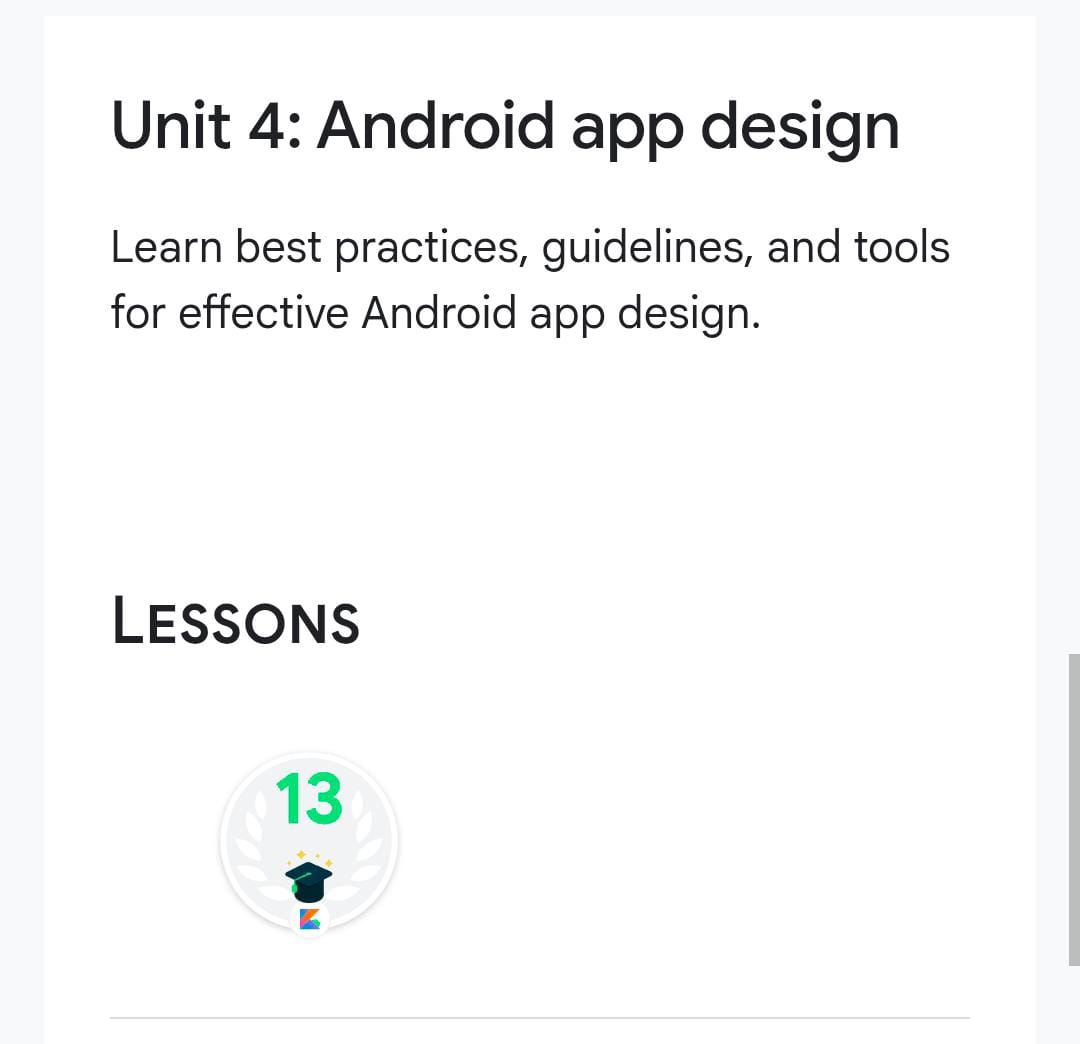 Unit 4: Android app design
Learn best practices, guidelines, and tools
for effective Android app design.
LESSONS
13